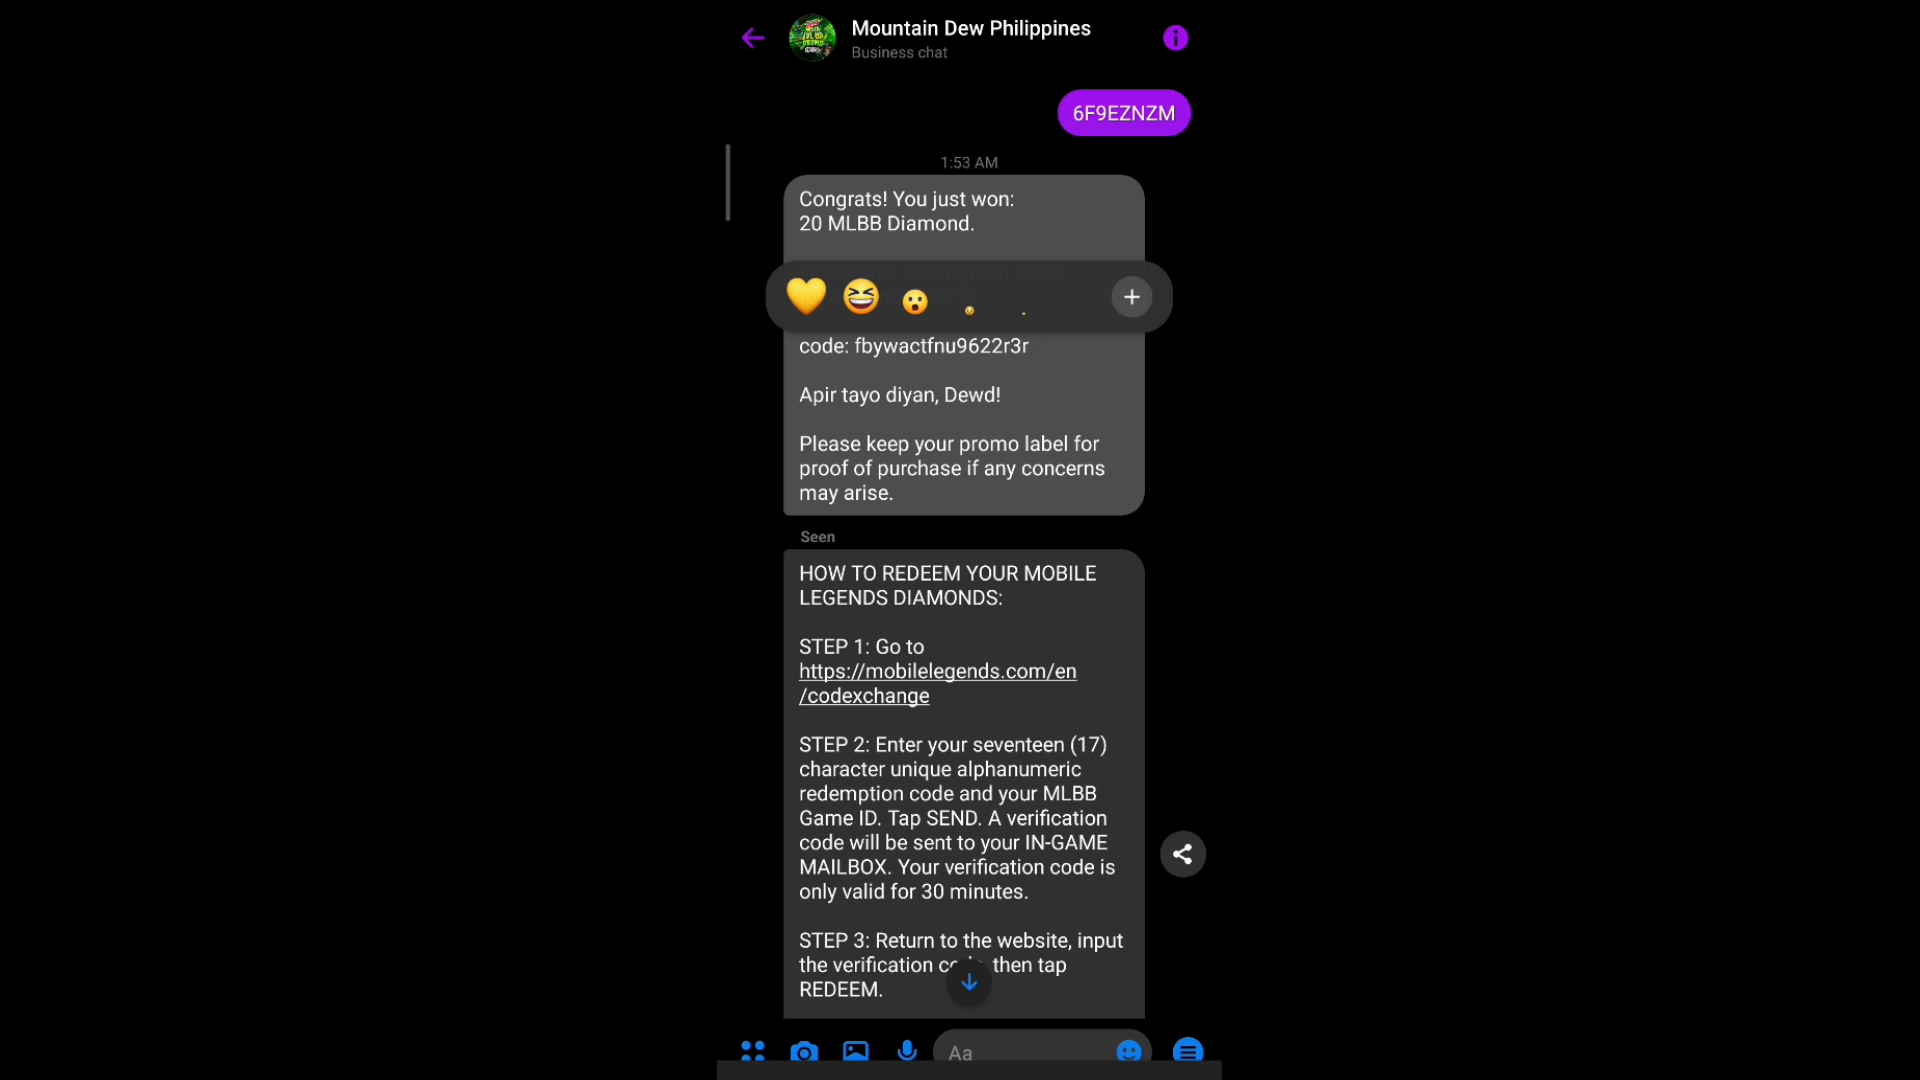 Mountain Dew Philippines
Business chat
6F9EZNZM
1:53 AM
Congrats! You just won:
20 MLBB Diamond.
code: fbywactfnu9622r3r
Apir tayo diyan, Dewd!
Please keep your promo label for
proof of purchase if any concerns
may arise.
Seen
HOW TO REDEEM YOUR MOBILE
LEGENDS DIAMONDS:
STEP 1: Go to
https://mobilelegends.com/en
/codexchange
STEP 2: Enter your seventeen (17)
character unique alphanumeric
redemption code and your MLBB
Game ID. Tap SEND. A verification
code will be sent to your IN-GAME
MAILBOX. Your verification code is
only valid for 30 minutes.
STEP 3: Return to the website, input
the verification then tap
REDEEM.
Aa